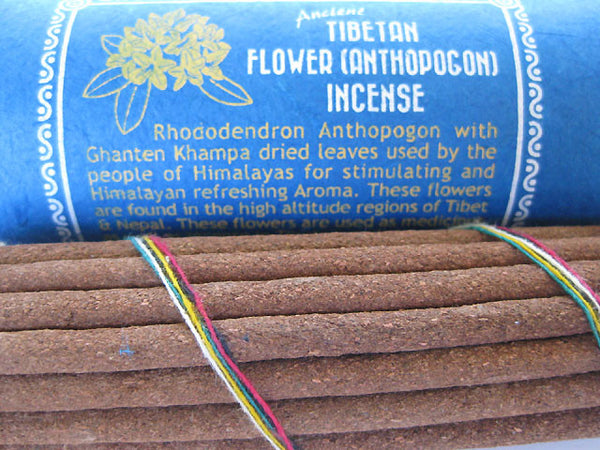 Ancient
TIBETAN
FLOWER (ANTHOPOGON)
INCENSE
Rhododendron Anthopogon with
Ghanten Khampa dried leaves used by the
people of Himalayas for stimulating and
Himalayan refreshing Aroma. These flowers
are found in the high altitude regions of Tibet
& Nepal. These flowers are used as